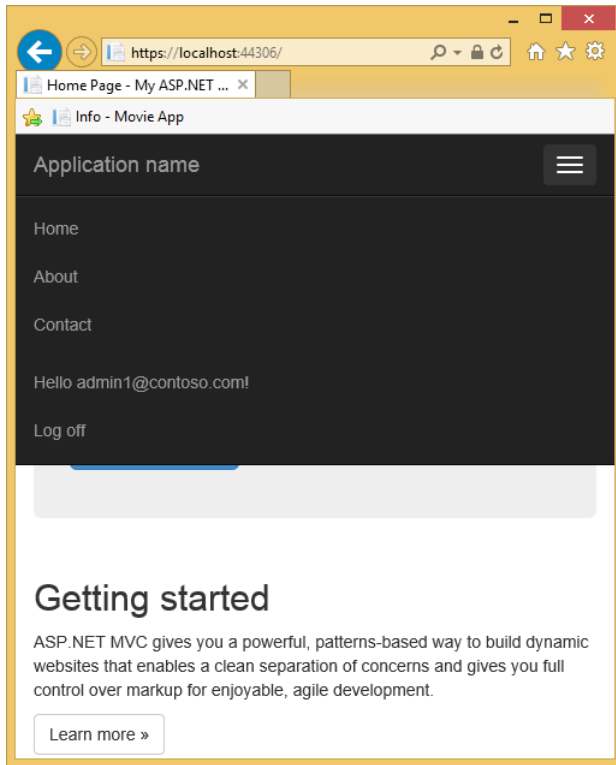 https://localhost:44306/
Home Page - My ASP.NET ...
Info - Movie App
Application name
Home
About
Contact
Hello admin1@contoso.com!
Log off
Getting started
ASP.NET MVC gives you a powerful, patterns-based way to build dynamic
websites that enables a clean separation of concerns and gives you full
control over markup for enjoyable, agile development.
Learn more »